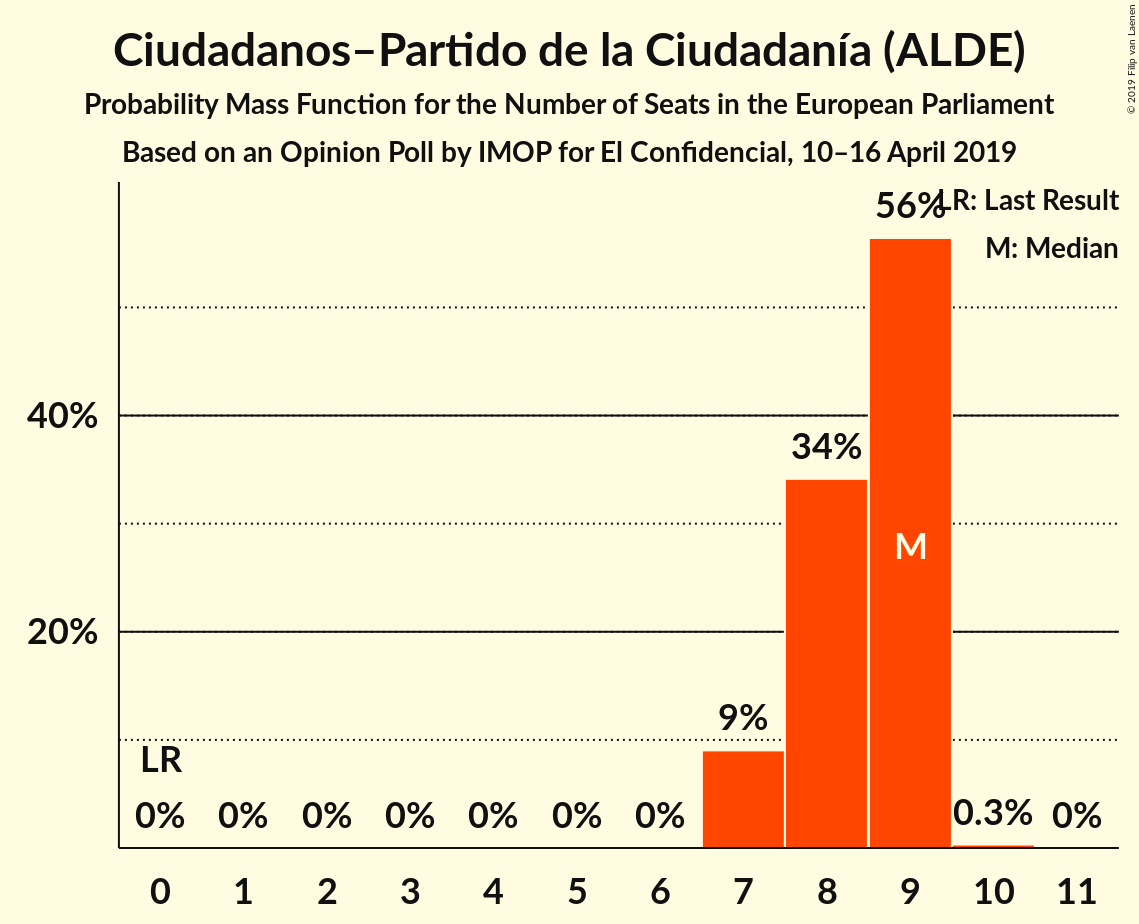 Ciudadanos–Partido de la Ciudadanía (ALDE)
Probability Mass Function for the Number of Seats in the European Parliament
Based on an Opinion Poll by IMOP for El Confidencial, 10–16 April 2019
© 2019 Filip van Laenen
LR: Last Result
M: Median
56%
40%
34%
M
20%
9%
LR
0% 0% 0% 0% 0% 0% 0% 0.3% 0%
0 1 2 3 4 5 6 7 8 9 10 11